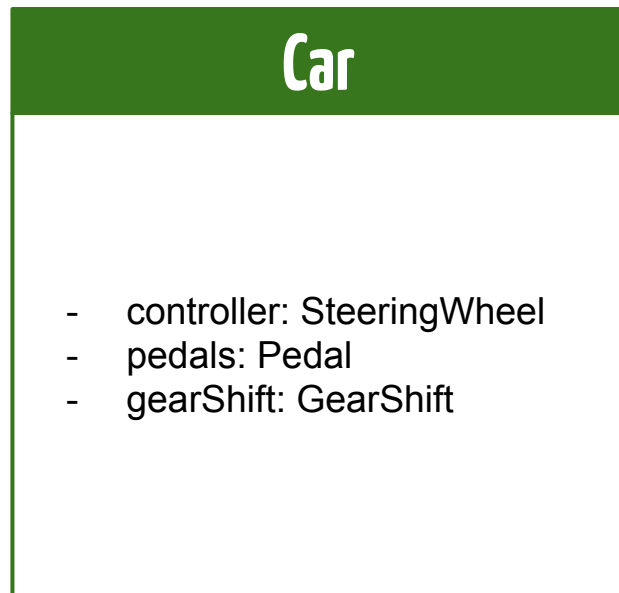 Car
- controller: SteeringWheel
- pedals: Pedal
- gearShift: GearShift